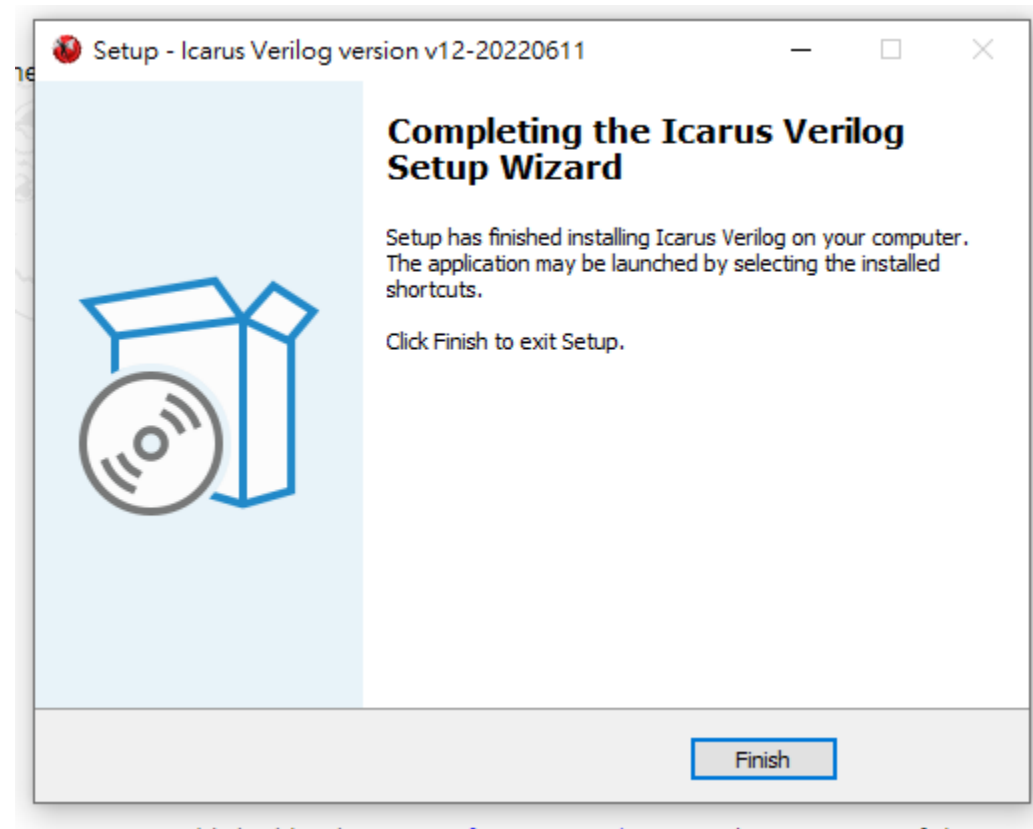 Setup - Icarus Verilog version v12-20220611
Completing the Icarus Verilog
Setup Wizard
Setup has finished installing Icarus Verilog on your computer.
The application may be launched by selecting the installed
shortcuts.
Click Finish to exit Setup.
Finish